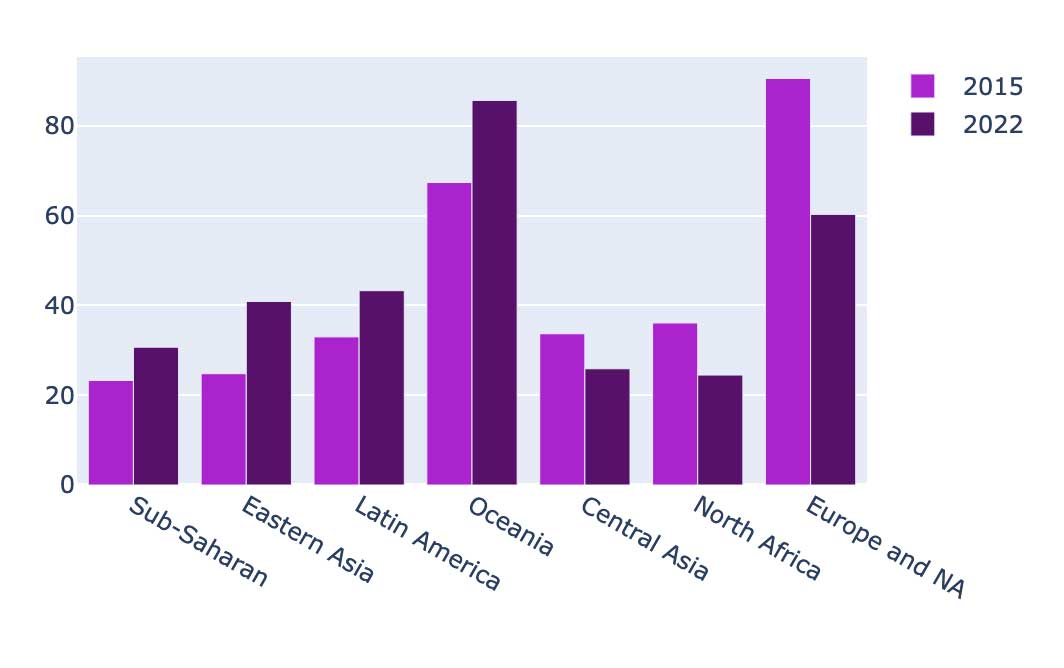 2015
2022
80
60
40
20
0
Sub-Saharan
Eastern Asia
Latin America
Oceania
Central Asia
North Africa
Europe and NA